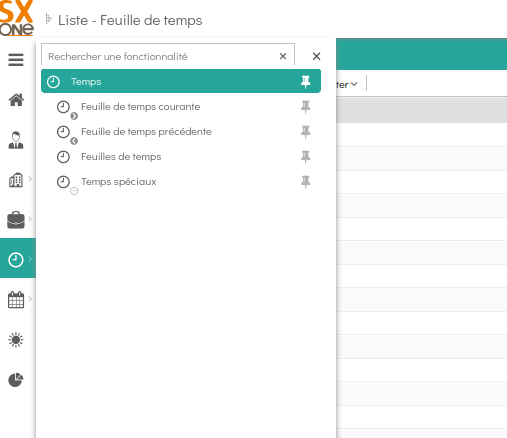 SX
ONE
Liste - Feuille de temps
Rechercher une fonctionnalité
Temps
ter
Feuille de temps courante
Feuille de temps précédente
Feuilles de temps
Temps spéciaux